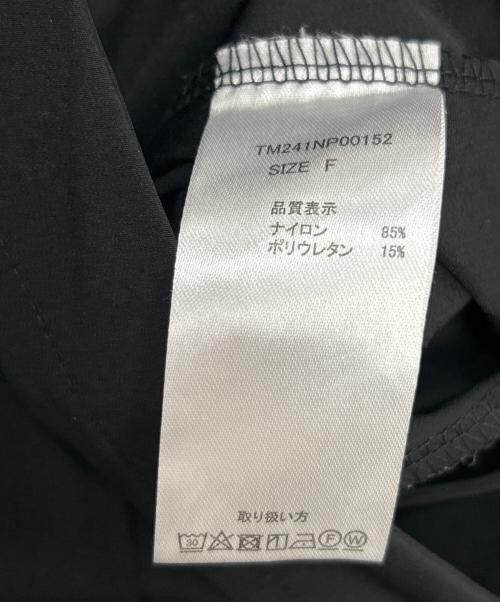 TM241NP00152
SIZE F
品質表示
ナイロン 85%
ポリウレタン 15%
取り扱い方
30 F W